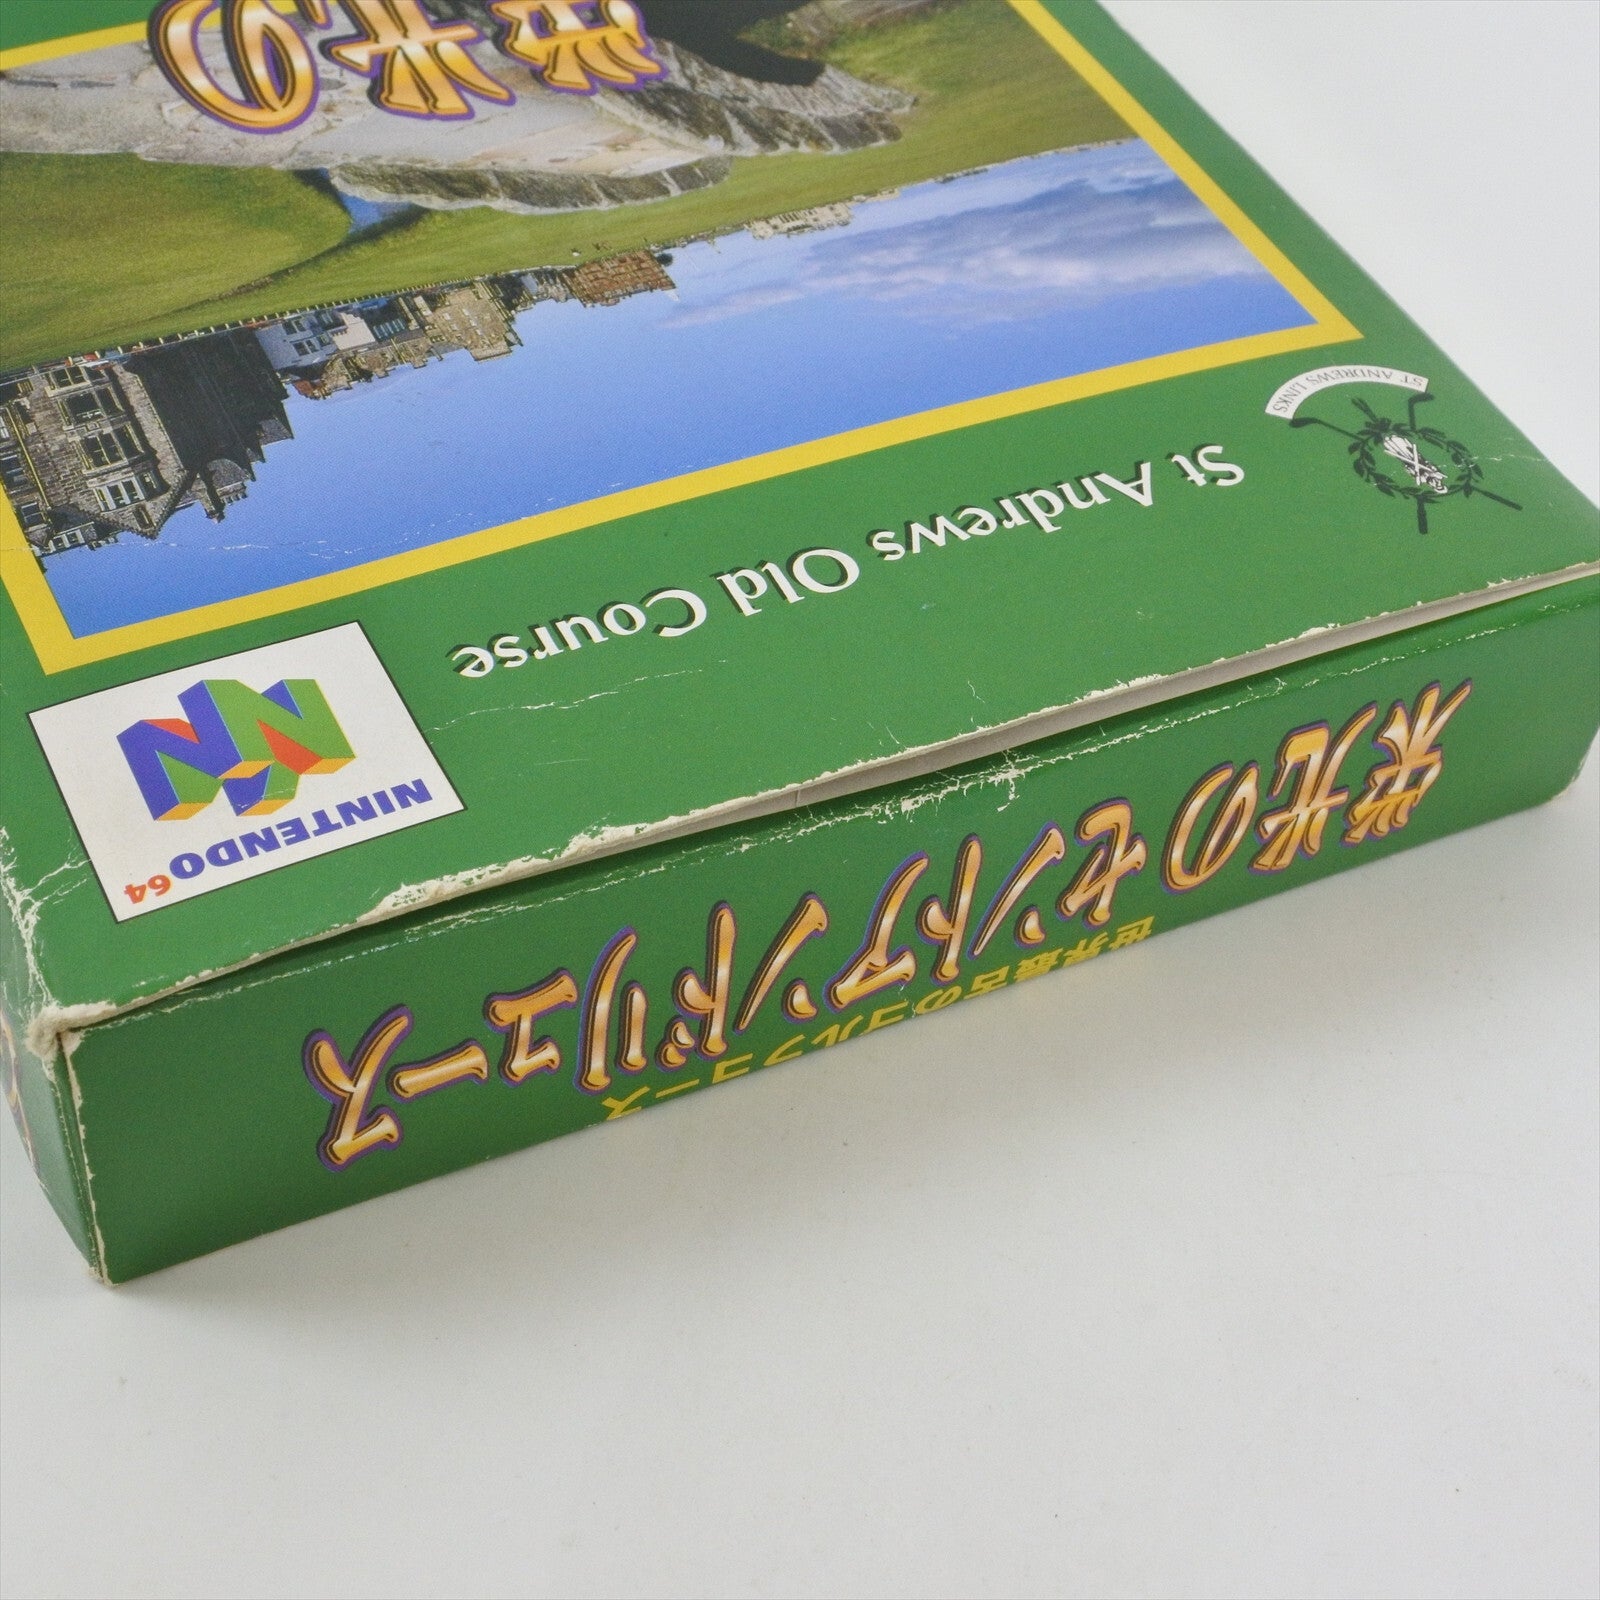 栄光の
St Andrews Old Course
ST ANDREWS LINKS
NINTENDO64
栄光のセントアンドリュース
世界最古のゴルフコース